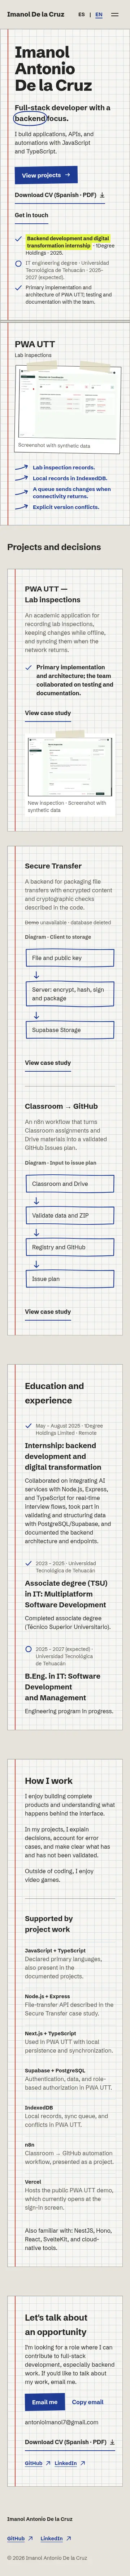 Imanol De la Cruz
ES | EN
Imanol
Antonio
De la Cruz
Full-stack developer with a
backend focus.
I build applications, APIs, and
automations with JavaScript
and TypeScript.
View projects →
Download CV (Spanish · PDF)
Get in touch
Backend development and digital
transformation internship · 1Degree
Holdings · 2025.
IT engineering degree · Universidad
Tecnológica de Tehuacán · 2025–
2027 (expected).
Primary implementation and
architecture of PWA UTT; testing and
documentation with the team.
PWA UTT
Lab Inspections
Screenshot with synthetic data
Lab inspection records.
Local records in IndexedDB.
A queue sends changes when
connectivity returns.
Explicit version conflicts.
Projects and decisions
PWA UTT —
Lab Inspections
An academic application for
recording lab inspections,
keeping changes while offline,
and syncing them when the
network returns.
Primary implementation
and architecture; the team
collaborated on testing and
documentation.
View case study
New inspection · Screenshot with
synthetic data
Secure Transfer
A backend for packaging file
transfers with encrypted content
and cryptographic checks
described in the code.
Demo unavailable · database deleted
Diagram · Client to storage
File and public key
Server: encrypt, hash, sign
and package
Supabase Storage
View case study
Classroom → GitHub
An n8n workflow that turns
Classroom assignments and
Drive materials into a validated
GitHub Issues plan.
Diagram · Input to issue plan
Classroom and Drive
Validate data and ZIP
Registry and GitHub
Issue plan
View case study
Education and
experience
May – August 2025 · 1Degree
Holdings Limited · Remote
Internship: backend
development and
digital transformation
Collaborated on integrating AI
services with Node.js, Express,
and TypeScript for real-time
interview flows, took part in
validating and structuring data
with PostgreSQL/Supabase, and
documented the backend
architecture and endpoints.
2023 – 2025 · Universidad
Tecnológica de Tehuacán
Associate degree (TSU)
in IT: Multiplatform
Software Development
Completed associate degree
(Técnico Superior Universitario).
2025 – 2027 (expected) ·
Universidad Tecnológica
de Tehuacán
B.Eng. in IT: Software
Development
and Management
Engineering program in progress.
How I work
I enjoy building complete
products and understanding what
happens behind the interface.
In my projects, I explain
decisions, account for error
cases, and make clear what has
and has not been validated.
Outside of coding, I enjoy
video games.
Supported by
project work
JavaScript + TypeScript
Declared primary languages,
also present in the
documented projects.
Node.js + Express
File-transfer API described in the
Secure Transfer case study.
Next.js + TypeScript
Used in PWA UTT with local
persistence and synchronization.
Supabase + PostgreSQL
Authentication, data, and role-
based authorization in PWA UTT.
IndexedDB
Local records, sync queue, and
conflicts in PWA UTT.
n8n
Classroom → GitHub automation
workflow, presented as a project.
Vercel
Hosts the public PWA UTT demo,
which currently opens at the
sign-in screen.
Also familiar with: NestJS, Hono,
React, SvelteKit, and cloud-
native tools.
Let's talk about
an opportunity
I'm looking for a role where I can
contribute to full-stack
development, especially backend
work. If you'd like to talk about
my work, email me.
Email me
Copy email
antonioimanol7@gmail.com
Download CV (Spanish · PDF)
GitHub LinkedIn
Imanol Antonio De la Cruz
GitHub LinkedIn
© 2026 Imanol Antonio De la Cruz